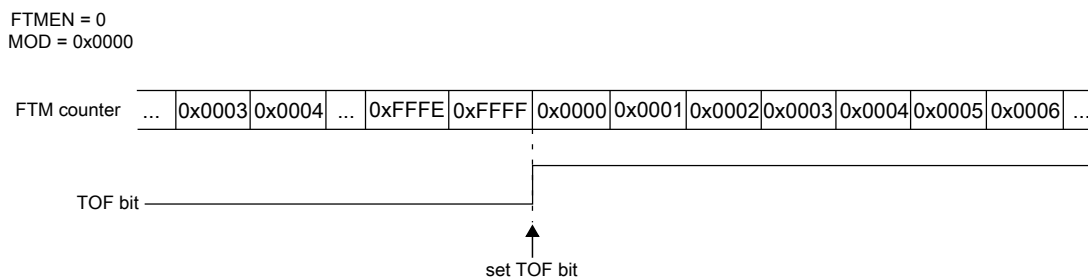 FTMEN = 0
MOD = 0x0000
FTM counter ... 0x0003 0x0004 ... 0xFFFE 0xFFFF 0x0000 0x0001 0x0002 0x0003 0x0004 0x0005 0x0006 ...
TOF bit
set TOF bit